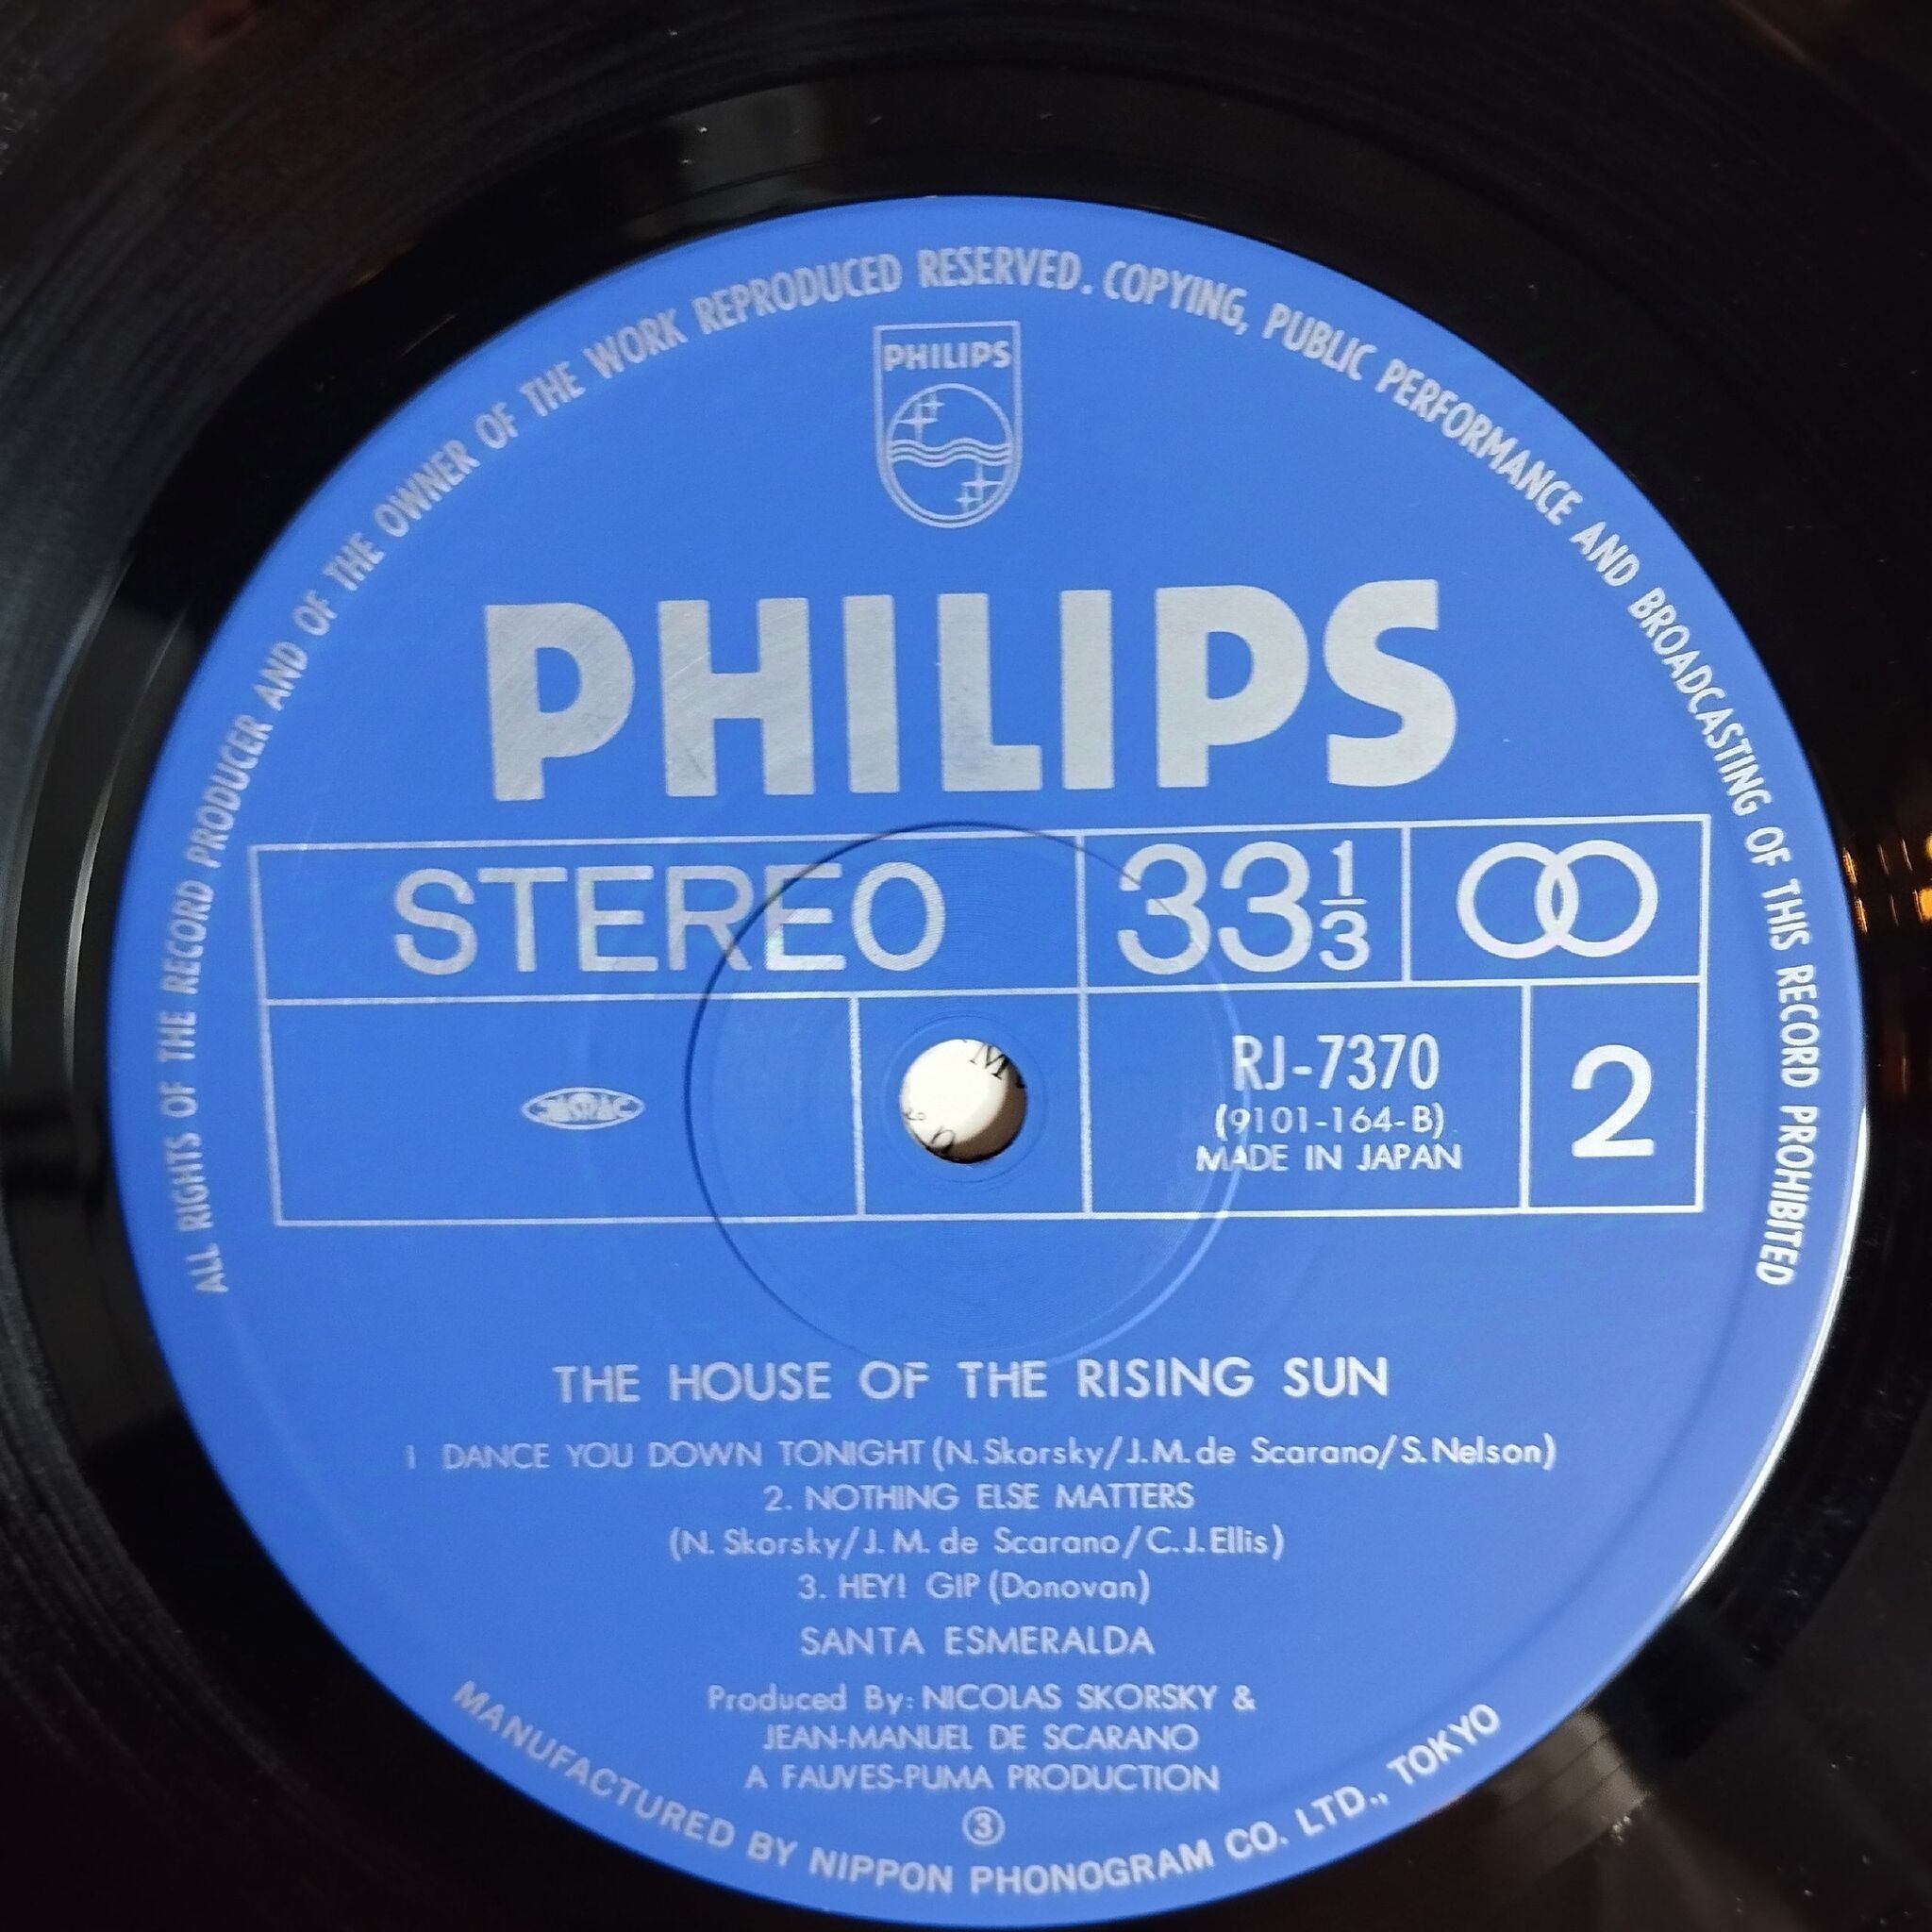 ALL RIGHTS OF THE RECORD PRODUCER AND OF THE OWNER OF THE WORK REPRODUCED RESERVED. COPYING, PUBLIC PERFORMANCE AND BROADCASTING OF THIS RECORD PROHIBITED
PHILIPS
PHILIPS
STEREO 33 1/3
JASRAC
RJ-7370
(9101-164-B)
MADE IN JAPAN
2
THE HOUSE OF THE RISING SUN
1 DANCE YOU DOWN TONIGHT (N. Skorsky/J.M. de Scarano/S. Nelson)
2. NOTHING ELSE MATTERS
(N. Skorsky/J. M. de Scarano/C. J. Ellis)
3. HEY! GIP (Donovan)
SANTA ESMERALDA
Produced By: NICOLAS SKORSKY &
JEAN-MANUEL DE SCARANO
A FAUVES-PUMA PRODUCTION
③
MANUFACTURED BY NIPPON PHONOGRAM CO. LTD., TOKYO